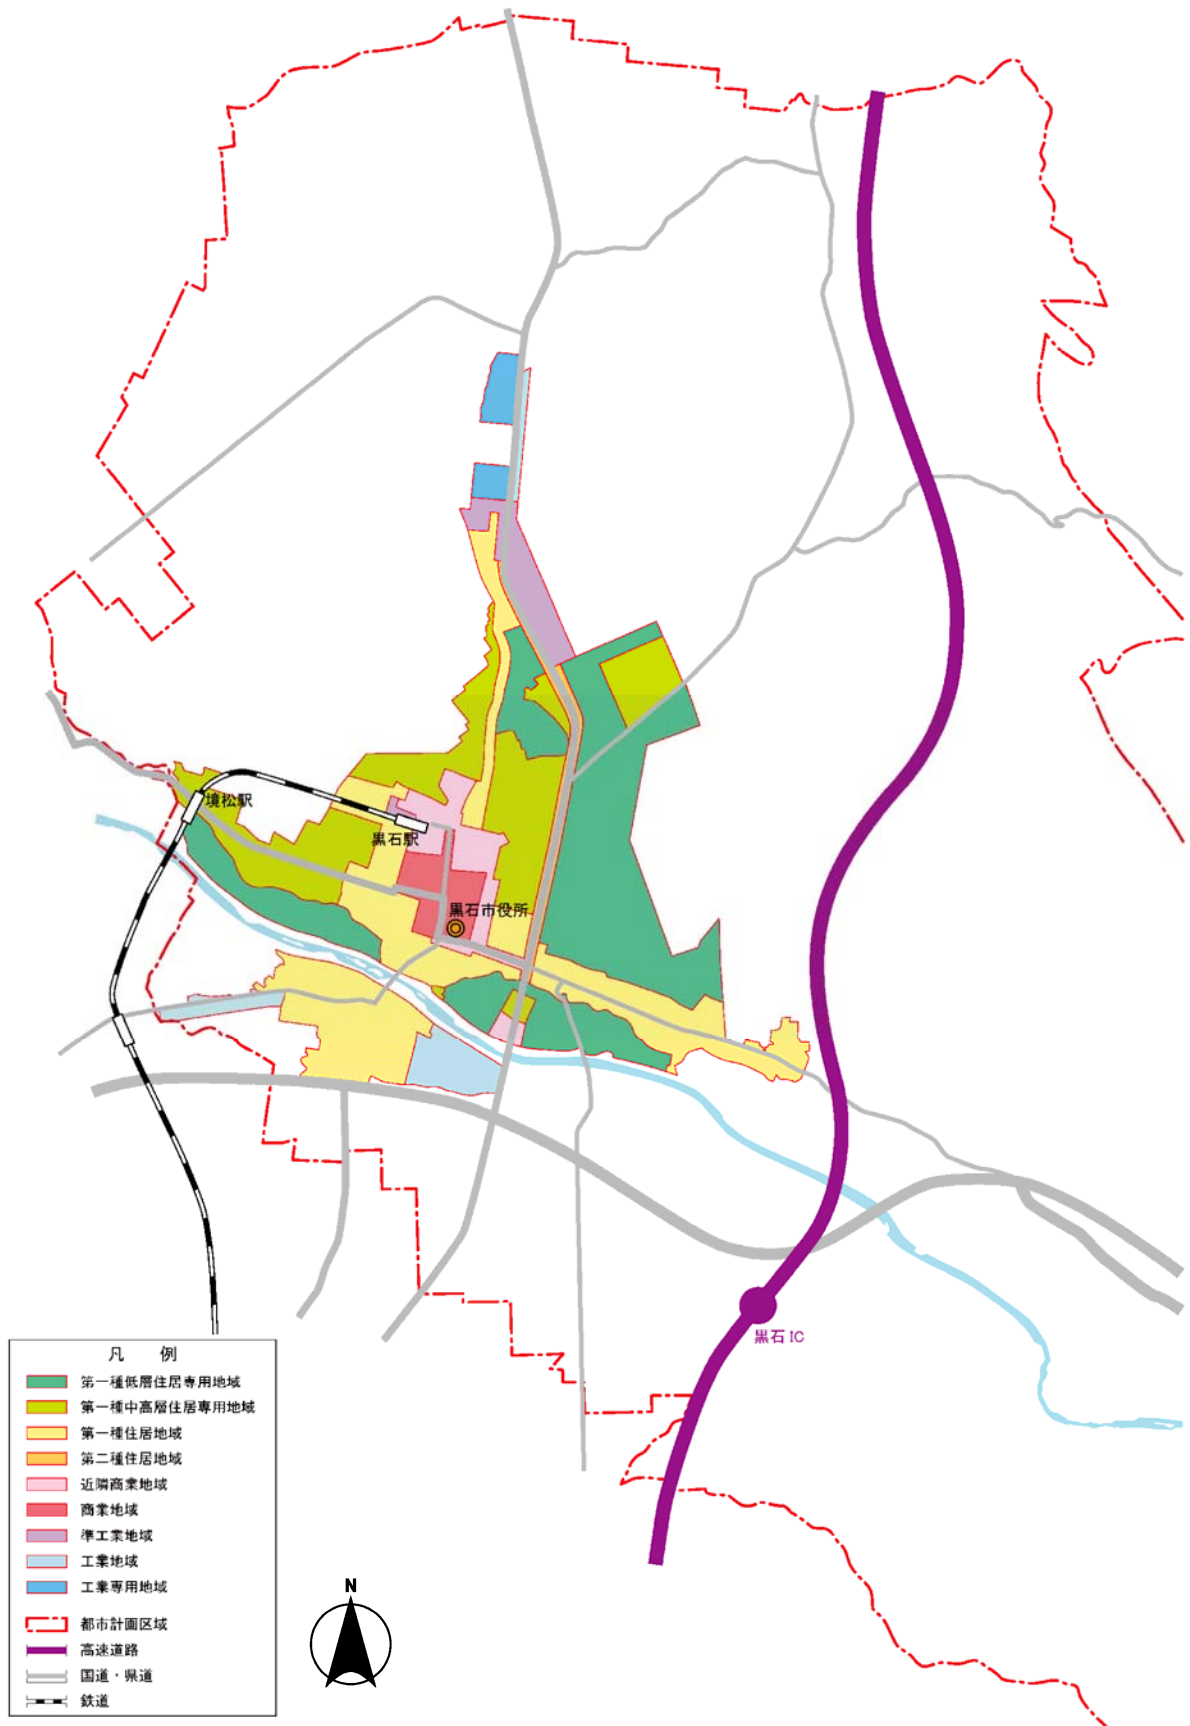 境松駅
黒石駅
黒石市役所
黒石 IC
凡 例
第一種低層住居専用地域
第一種中高層住居専用地域
第一種住居地域
第二種住居地域
近隣商業地域
商業地域
準工業地域
工業地域
工業専用地域
都市計画区域
高速道路
国道・県道
鉄道
N